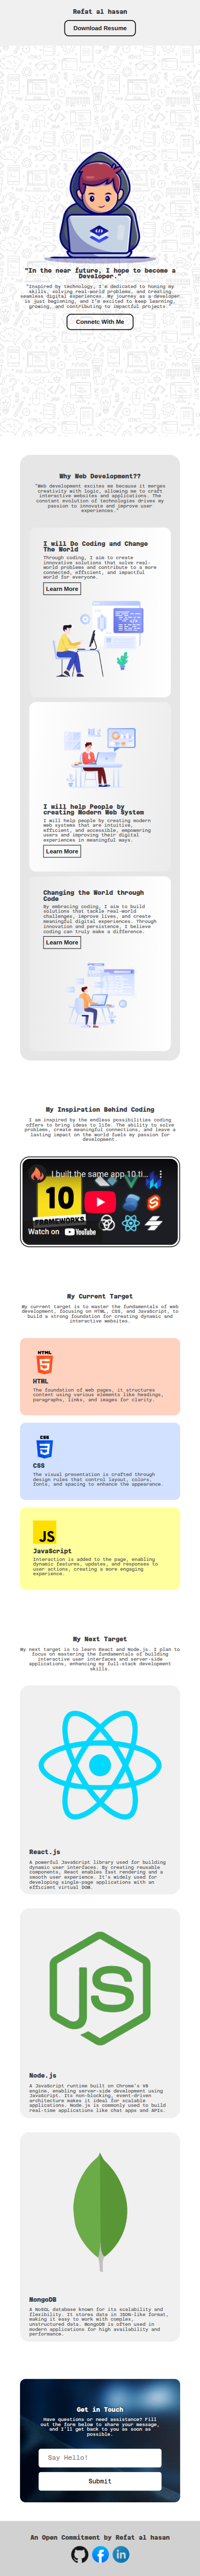 Refat al hasan
Download Resume
"In the near future, I hope to become a
Developer."
"Inspired by technology, I'm dedicated to honing my
skills, solving real-world problems, and creating
seamless digital experiences. My journey as a developer
is just beginning, and I'm excited to keep learning,
growing, and contributing to impactful projects."
Connetc With Me
Why Web Development??
"Web development excites me because it merges
creativity with logic, allowing me to craft
interactive websites and applications. The
constant evolution of technologies drives my
passion to innovate and improve user
experiences."
I will Do Coding and Change
The World
Through coding, I aim to create
innovative solutions that solve real-
world problems and contribute to a more
connected, efficient, and impactful
world for everyone.
Learn More
I will help People by
creating Modern Web System
I will help people by creating modern
web systems that are intuitive,
efficient, and accessible, empowering
users and improving their digital
experiences in meaningful ways.
Learn More
Changing the World through
Code
By embracing coding, I aim to build
solutions that tackle real-world
challenges, improve lives, and create
meaningful digital experiences. Through
innovation and persistence, I believe
coding can truly make a difference.
Learn More
My Inspiration Behind Coding
I am inspired by the endless possibilities coding
offers to bring ideas to life. The ability to solve
problems, create meaningful connections, and leave a
lasting impact on the world fuels my passion for
development.
I built the same app 10 ti...
10
FRAMEWORKS
Watch on YouTube
My Current Target
My current target is to master the fundamentals of web
development, focusing on HTML, CSS, and JavaScript, to
build a strong foundation for creating dynamic and
interactive websites.
HTML
5
HTML
The foundation of web pages, it structures
content using various elements like headings,
paragraphs, links, and images for clarity.
CSS
3
CSS
The visual presentation is crafted through
design rules that control layout, colors,
fonts, and spacing to enhance the appearance.
JS
JavaScript
Interaction is added to the page, enabling
dynamic features, updates, and responses to
user actions, creating a more engaging
experience.
My Next Target
My next target is to learn React and Node.js. I plan to
focus on mastering the fundamentals of building
interactive user interfaces and server-side
applications, enhancing my full-stack development
skills.
React.js
A powerful JavaScript library used for building
dynamic user interfaces. By creating reusable
components, React enables fast rendering and a
smooth user experience. It's widely used for
developing single-page applications with an
efficient virtual DOM.
JS
Node.js
A JavaScript runtime built on Chrome's V8
engine, enabling server-side development using
JavaScript. Its non-blocking, event-driven
architecture makes it ideal for scalable
applications. Node.js is commonly used to build
real-time applications like chat apps and APIs.
MongoDB
A NoSQL database known for its scalability and
flexibility. It stores data in JSON-like format,
making it easy to work with complex,
unstructured data. MongoDB is often used in
modern applications for high availability and
performance.
Get in Touch
Have questions or need assistance? Fill
out the form below to share your message,
and I'll get back to you as soon as
possible.
Say Hello!
Submit
An Open Commitment by Refat al hasan
in